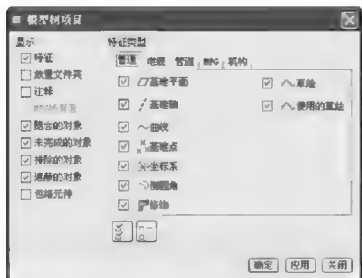 模型树项目
显示
特征
放置文件夹
注释
隐含的对象
未完成的对象
排除的对象
遮蔽的对象
包络元件
特征类型
普通 电缆 管道 MFG 机构
基准平面
基准轴
曲线
基准点
坐标系
倒圆角
修饰
草绘
使用的草绘
确定 应用 关闭